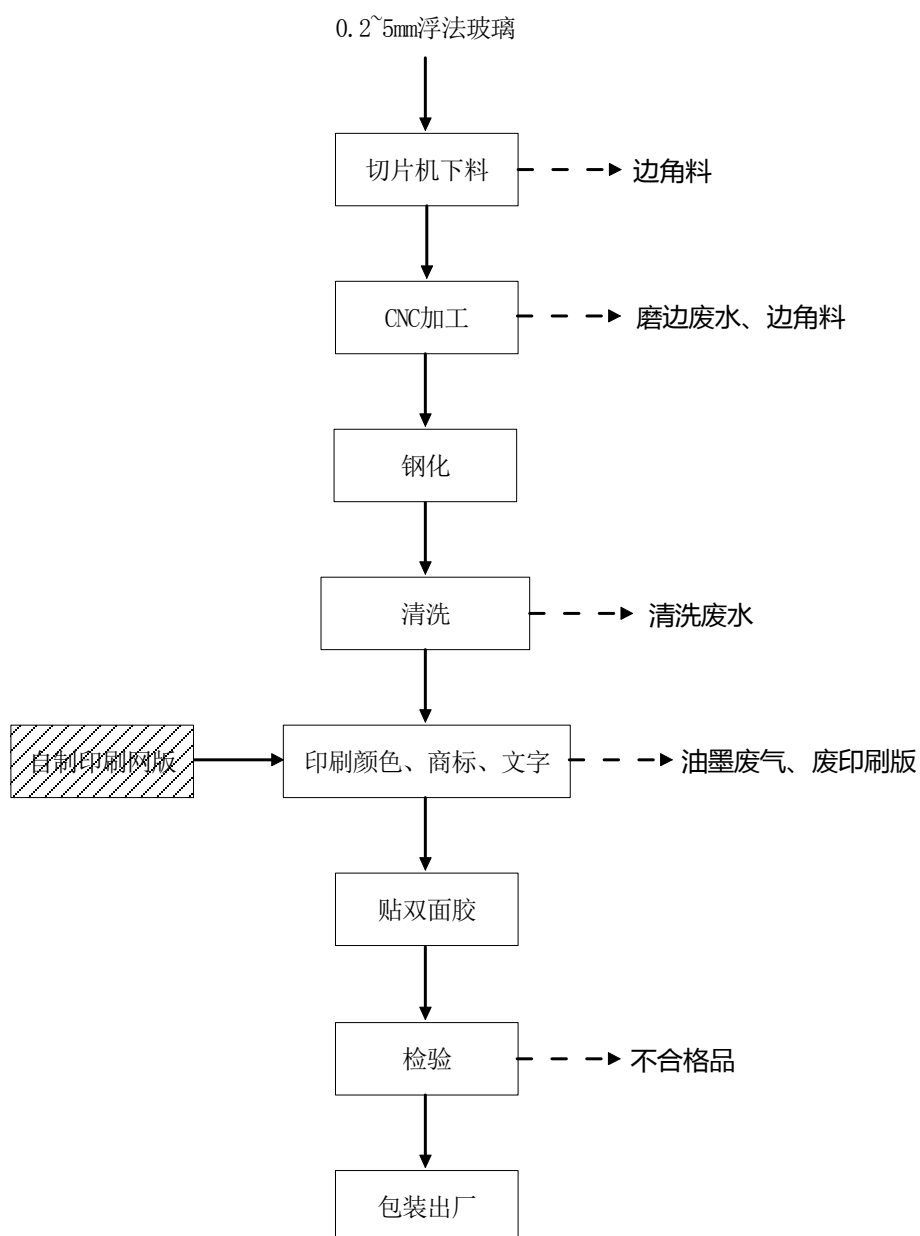 0.2~5mm浮法玻璃
切片机下料
边角料
CNC加工
磨边废水、边角料
钢化
清洗
清洗废水
自制印刷网版
印刷颜色、商标、文字
油墨废气、废印刷版
贴双面胶
检验
不合格品
包装出厂